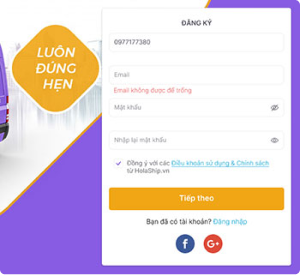 LUÔN
ĐÚNG
HẸN
ĐĂNG KÝ
0977177380
Email
Email không được để trống
Mật khẩu
Nhập lại mật khẩu
Đồng ý với các Điều khoản sử dụng & Chính sách
từ HolaShip.vn
Tiếp theo
Bạn đã có tài khoản? Đăng nhập
f
G+